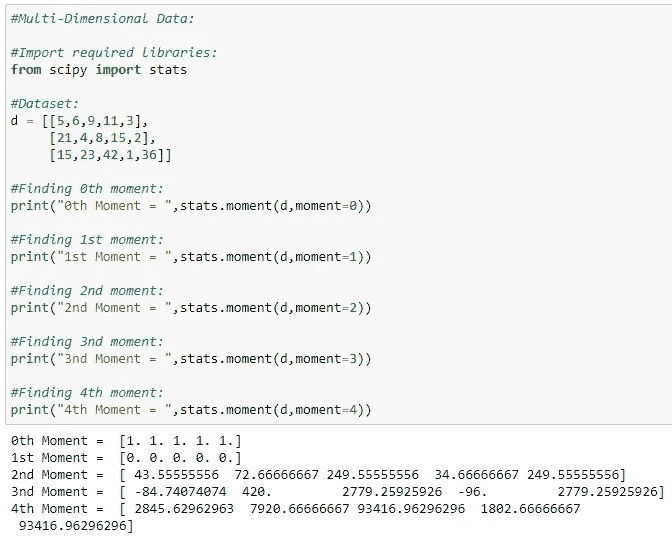 #Multi-Dimensional Data:
#Import required libraries:
from scipy import stats
#Dataset:
d = [[5,6,9,11,3],
[21,4,8,15,2],
[15,23,42,1,36]]
#Finding 0th moment:
print("0th Moment = ",stats.moment(d,moment=0))
#Finding 1st moment:
print("1st Moment = ",stats.moment(d,moment=1))
#Finding 2nd moment:
print("2nd Moment = ",stats.moment(d,moment=2))
#Finding 3nd moment:
print("3nd Moment = ",stats.moment(d,moment=3))
#Finding 4th moment:
print("4th Moment = ",stats.moment(d,moment=4))
0th Moment =  [1. 1. 1. 1. 1.]
1st Moment =  [0. 0. 0. 0. 0.]
2nd Moment =  [ 43.55555556  72.66666667 249.55555556  34.66666667 249.55555556]
3nd Moment =  [ -84.74074074  420.         2779.25925926  -96.         2779.25925926]
4th Moment =  [ 2845.62962963  7920.66666667 93416.96296296  1802.66666667
93416.96296296]